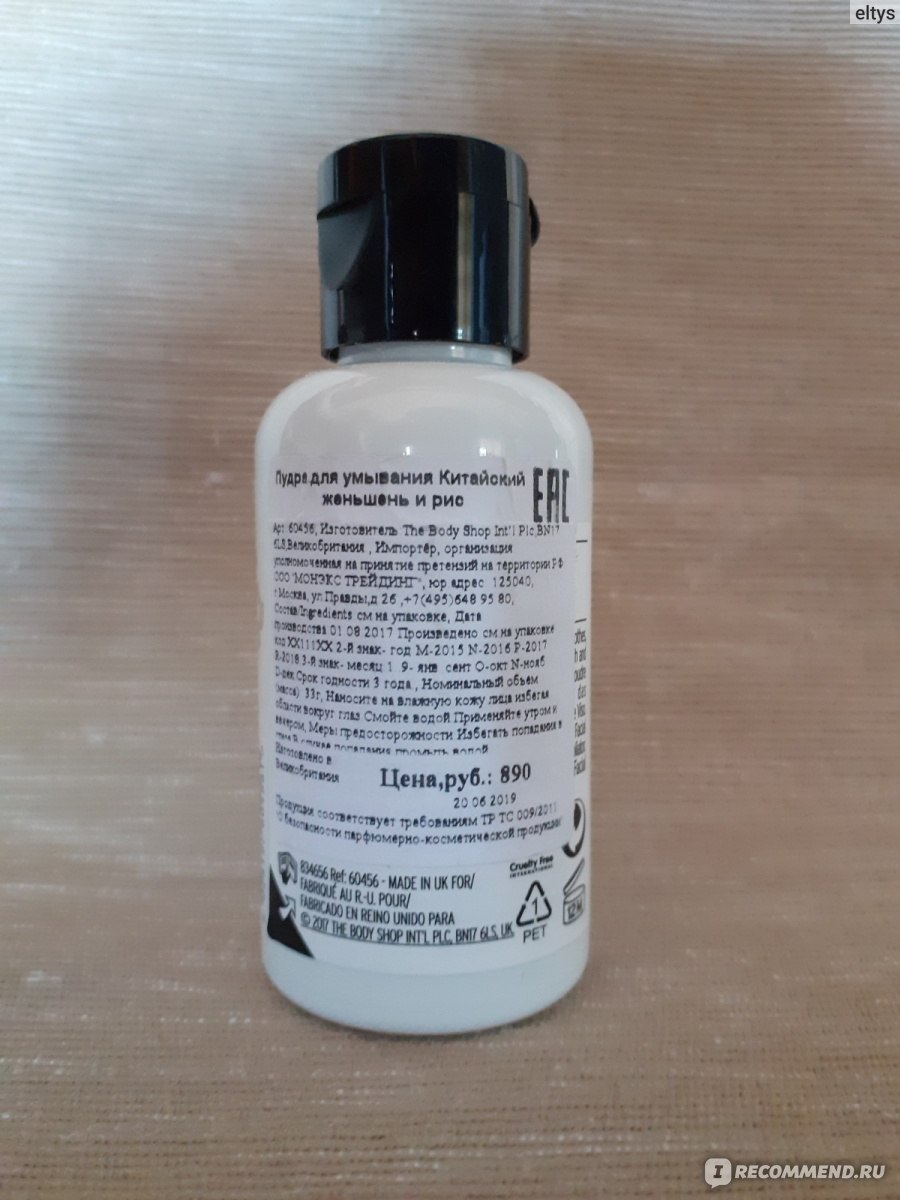 eltys
Пудра для умывания Китайский
женьшень и рис
EAC
Арт. 60456, Изготовитель The Body Shop Int'l Plc,BN17
6LS,Великобритания , Импортёр, организация
уполномоченная на принятие претензий на территории РФ
ООО "МОНЭКС ТРЕЙДИНГ", юр адрес 125040,
г.Москва, ул.Правды,д 26 ,+7(495)648 95 80,
Состав/Ingredients см на упаковке, Дата
производства 01 08 2017 Произведено см на упаковке
код XX111XX 2-й знак- год M-2015 N-2016 P-2017
R-2018 3-й знак- месяц 1 9- янв сент O-окт N-нояб
D-дек Срок годности 3 года , Номинальный объем
(масса) 33г, Наносите на влажную кожу лица избегая
области вокруг глаз Смойте водой Применяйте утром и
вечером, Меры предосторожности Избегать попадания в
глаза В случае попадания промыть водой
Изготовлено в
Великобритания
Цена,руб.: 890
20.06.2019
Продукция соответствует требованиям ТР ТС 009/2011
"О безопасности парфюмерно-косметической продукции"
834656 Ref: 60456 - MADE IN UK FOR/
FABRIQUÉ AU R.-U. POUR/
FABRICADO EN REINO UNIDO PARA
© 2017 THE BODY SHOP INT'L PLC, BN17 6LS, UK
Cruelty Free
INTERNATIONAL
1
PET
12M
I RECOMMEND.RU